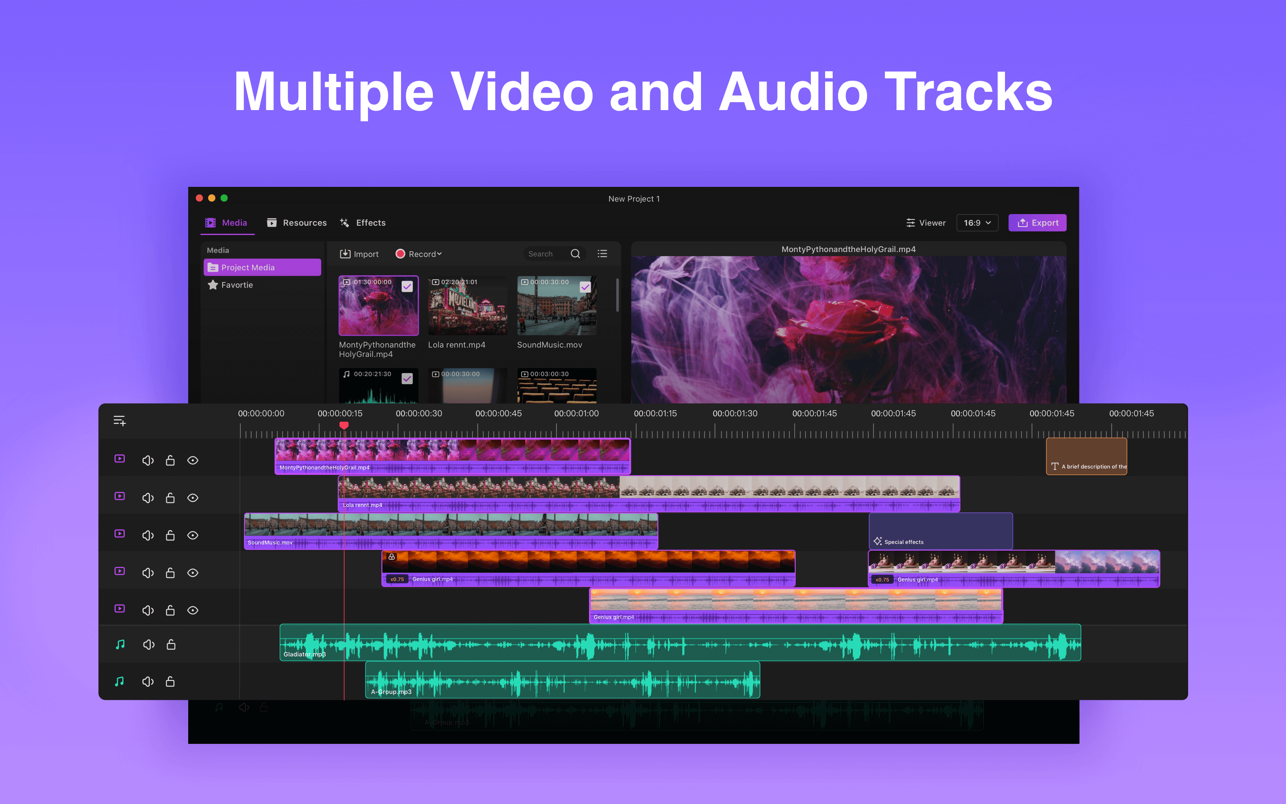 Multiple Video and Audio Tracks
New Project 1
Media
Resources
Effects
Viewer
16:9
Export
Media
Project Media
Favortie
Import
Record
Search
MontyPythonandtheHolyGrail.mp4
01:30:00:00
02:20:31:01
00:00:30:00
MontyPythonandthe
HolyGrail.mp4
Lola rennt.mp4
SoundMusic.mov
00:20:21:30
00:00:30:00
00:03:00:30
00:00:00:00
00:00:00:15
00:00:00:30
00:00:00:45
00:00:01:00
00:00:01:15
00:00:01:30
00:00:01:45
00:00:01:45
00:00:01:45
00:00:01:45
00:00:01:45
MontyPythonandtheHolyGrail.mp4
A brief description of the
Lola rennt.mp4
SoundMusic.mov
Special effects
x0.75 Genius girl.mp4
x0.75 Genius girl.mp4
Genius girl.mp4
Gladiator.mp3
A-Group.mp3